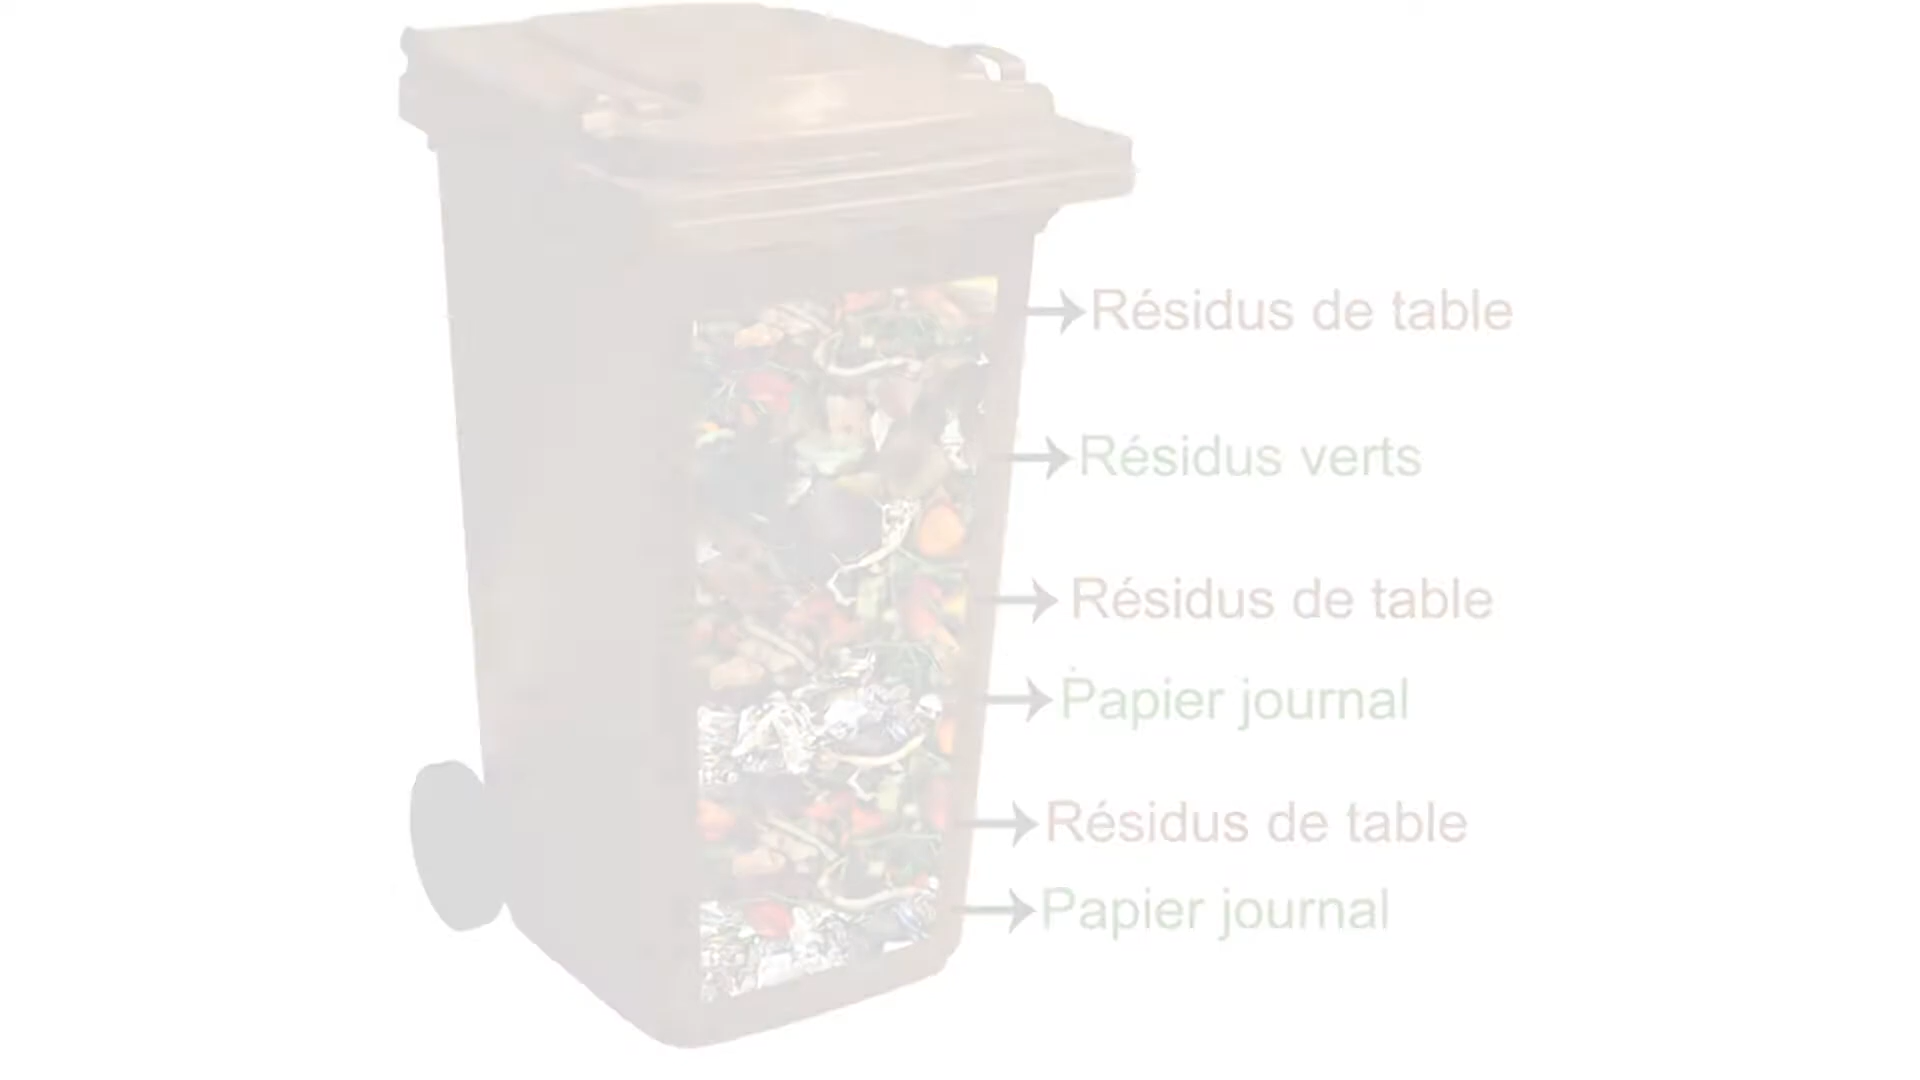 Résidus de table
Résidus verts
Résidus de table
Papier journal
Résidus de table
Papier journal